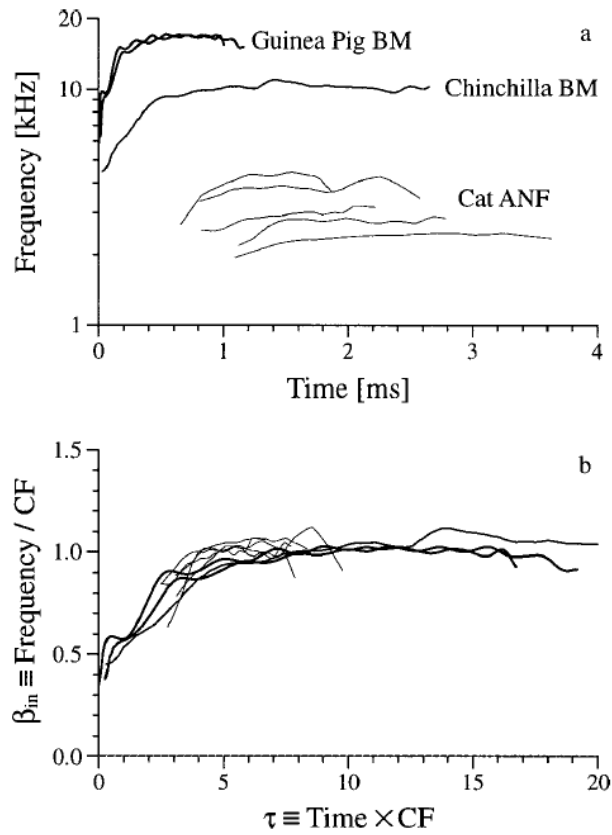 a
20
Guinea Pig BM
10
Chinchilla BM
Frequency [kHz]
Cat ANF
1
0 1 2 3 4
Time [ms]
1.5
b
1.0
β_in ≡ Frequency / CF
0.5
0.0
0 5 10 15 20
τ ≡ Time × CF